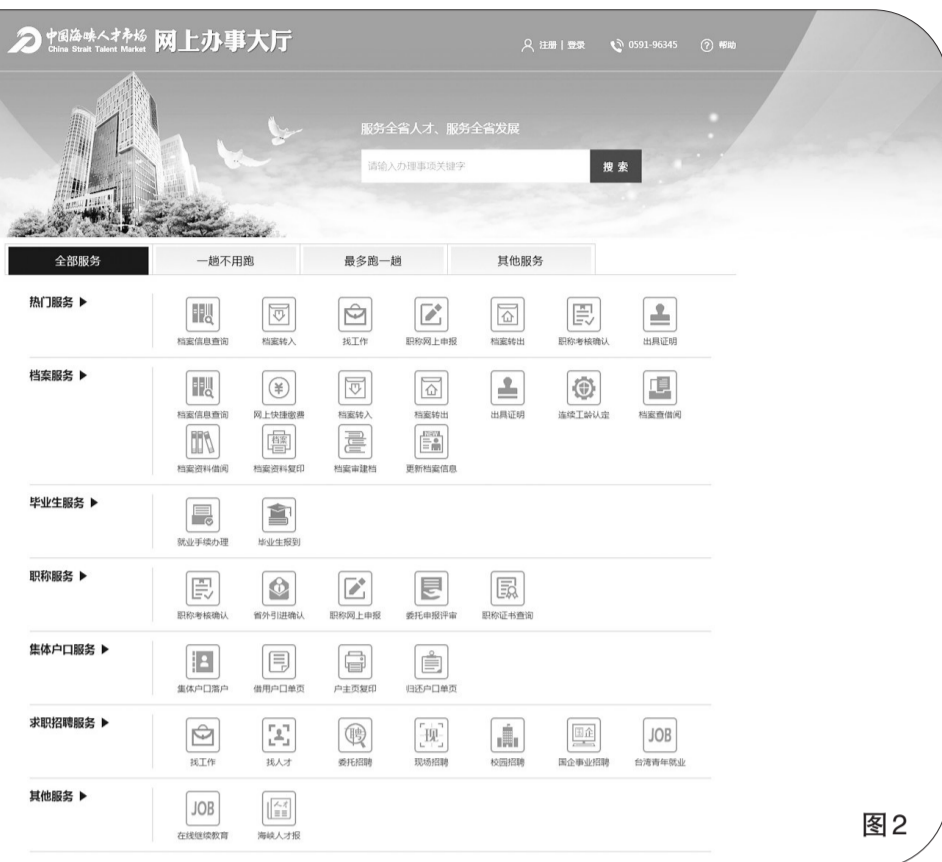 中国海峡人才市场 网上办事大厅
China Strait Talent Market
注册 | 登录 0591-96345 ? 帮助
服务全省人才、服务全省发展
请输入办理事项关键字 搜索
全部服务 一趟不用跑 最多跑一趟 其他服务
热门服务 ▶
档案信息查询 档案转入 找工作 职称网上申报 档案转出 职称考核确认 出具证明
档案服务 ▶
¥
档案信息查询 网上快捷缴费 档案转入 档案转出 出具证明 连续工龄认定 档案查借阅
档案
档案资料借阅 档案资料复印 档案审建档 更新档案信息
毕业生服务 ▶
就业手续办理 毕业生报到
职称服务 ▶
职称考核确认 省外引进确认 职称网上申报 委托申报评审 职称证书查询
集体户口服务 ▶
集体户口落户 借用户口单页 户主页复印 归还户口单页
求职招聘服务 ▶
聘 现 国企 JOB
找工作 找人才 委托招聘 现场招聘 校园招聘 国企事业招聘 台湾青年就业
其他服务 ▶
JOB 人才
在线继续教育 海峡人才报
图2